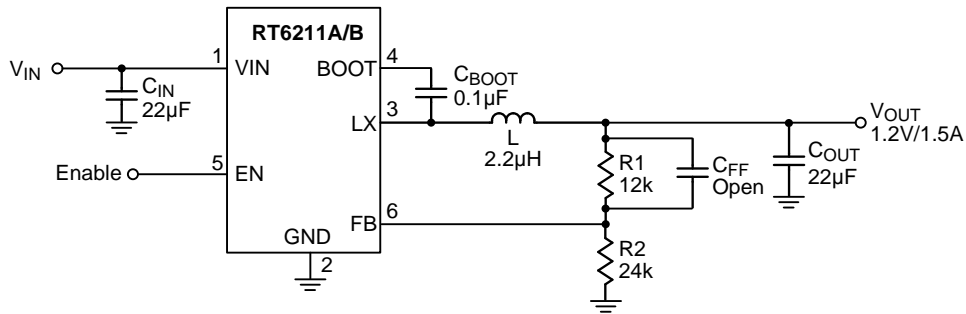 RT6211A/B
V_IN
1
VIN
BOOT
4
C_BOOT
0.1µF
C_IN
22µF
LX
3
L
2.2µH
V_OUT
1.2V/1.5A
Enable
5
EN
R1
12k
C_FF
Open
C_OUT
22µF
FB
6
GND
2
R2
24k